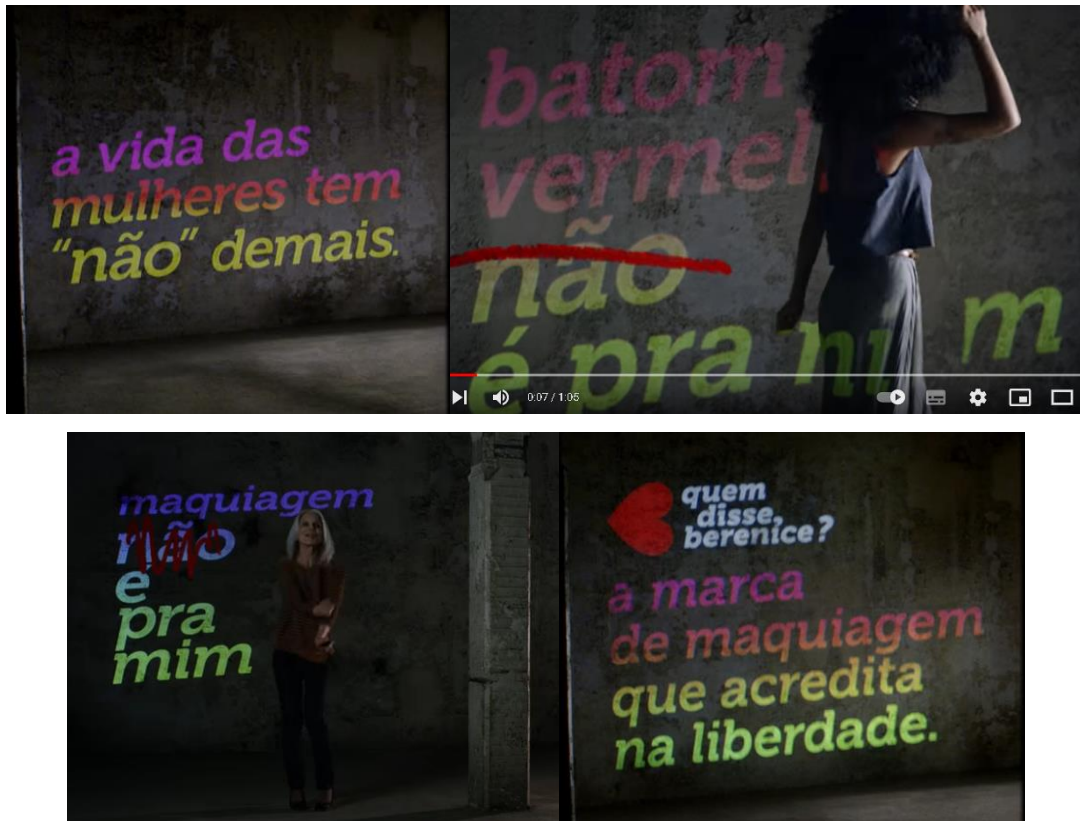 a vida das
mulheres tem
"não" demais.
batom
vermel
não
é pra mim
0:07 / 1:05
maquiagem
não
é
pra
mim
quem
disse,
berenice?
a marca
de maquiagem
que acredita
na liberdade.